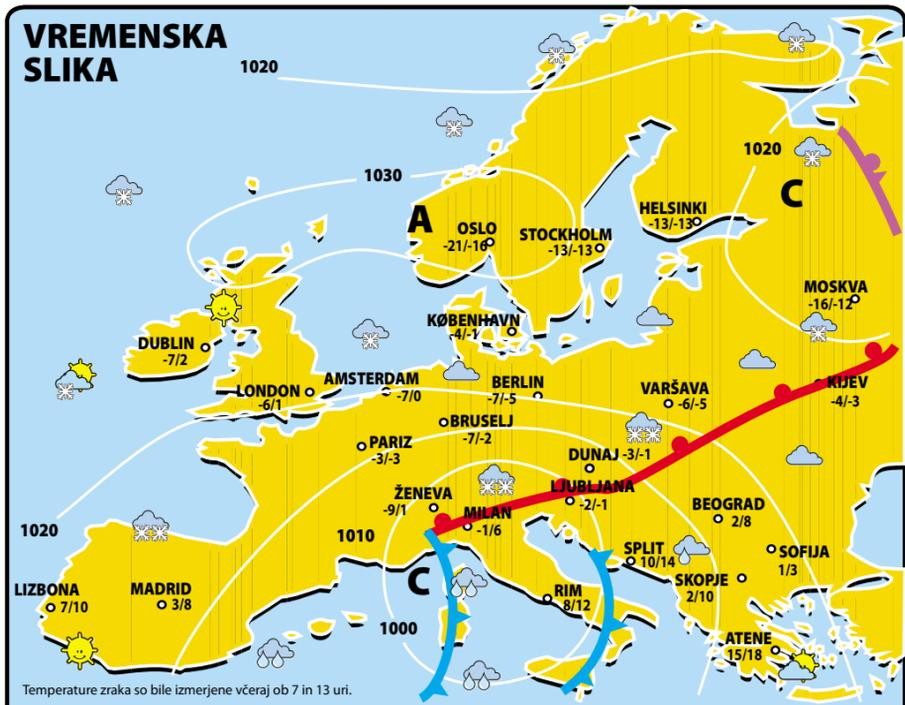 VREMENSKA
SLIKA
1020
1030
1020
C
A
OSLO
-21/-16
STOCKHOLM
-13/-13
HELSINKI
-13/-13
MOSKVA
-16/-12
KØBENHAVN
-4/-1
DUBLIN
-7/2
LONDON
-6/1
AMSTERDAM
-7/0
BERLIN
-7/-5
VARŠAVA
-6/-5
KIJEV
-4/-3
BRUSELJ
-7/-2
PARIZ
-3/-3
DUNAJ -3/-1
ŽENEVA
-9/1
LJUBLJANA
-2/-1
MILAN
-1/6
BEOGRAD
2/8
1020
1010
SPLIT
10/14
SOFIJA
1/3
SKOPJE
2/10
C
LIZBONA
7/10
MADRID
3/8
RIM
8/12
1000
ATENE
15/18
Temperature zraka so bile izmerjene včeraj ob 7 in 13 uri.